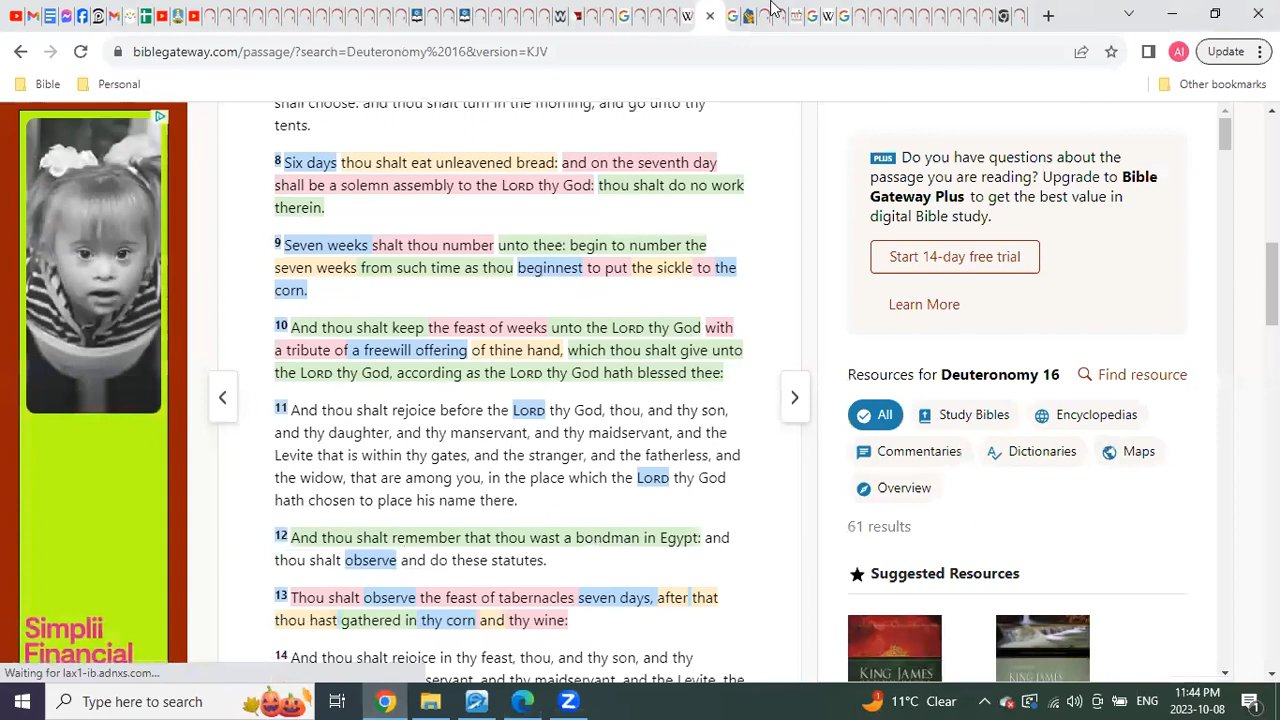 biblegateway.com/passage/?search=Deuteronomy%2016&version=KJV
AI
Update
Bible
Personal
Other bookmarks
shall choose: and thou shalt turn in the morning, and go unto thy
tents.
8 Six days thou shalt eat unleavened bread: and on the seventh day
shall be a solemn assembly to the LORD thy God: thou shalt do no work
therein.
9 Seven weeks shalt thou number unto thee: begin to number the
seven weeks from such time as thou beginnest to put the sickle to the
corn.
10 And thou shalt keep the feast of weeks unto the LORD thy God with
a tribute of a freewill offering of thine hand, which thou shalt give unto
the LORD thy God, according as the LORD thy God hath blessed thee:
11 And thou shalt rejoice before the LORD thy God, thou, and thy son,
and thy daughter, and thy manservant, and thy maidservant, and the
Levite that is within thy gates, and the stranger, and the fatherless, and
the widow, that are among you, in the place which the LORD thy God
hath chosen to place his name there.
12 And thou shalt remember that thou wast a bondman in Egypt: and
thou shalt observe and do these statutes.
13 Thou shalt observe the feast of tabernacles seven days, after that
thou hast gathered in thy corn and thy wine:
14 And thou shalt rejoice in thy feast, thou, and thy son, and thy
servant, and thy maidservant, and the Levite, the
PLUS Do you have questions about the
passage you are reading? Upgrade to Bible
Gateway Plus to get the best value in
digital Bible study.
Start 14-day free trial
Learn More
Resources for Deuteronomy 16 Find resource
All Study Bibles Encyclopedias
Commentaries Dictionaries Maps
Overview
61 results
Suggested Resources
KING JAMES
KING JAMES
Simplii
Financial
Waiting for lax1-ib.adnxs.com...
Type here to search
11°C Clear
ENG
11:44 PM
2023-10-08
1